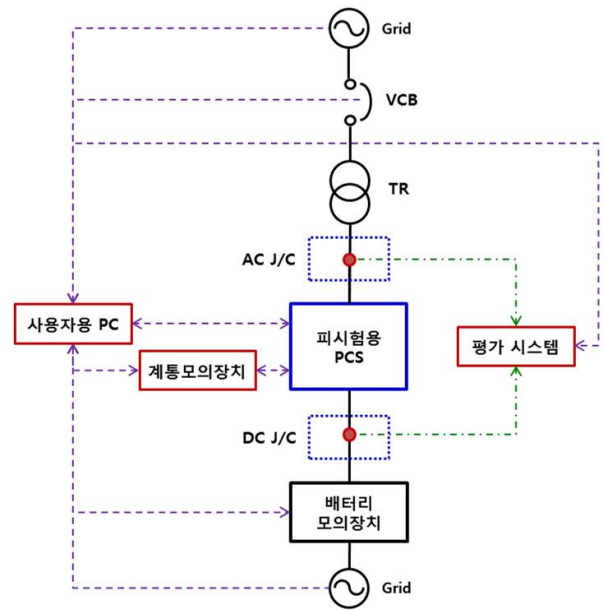 Grid
VCB
TR
AC J/C
사용자용 PC
피시험용
PCS
평가 시스템
계통모의장치
DC J/C
배터리
모의장치
Grid